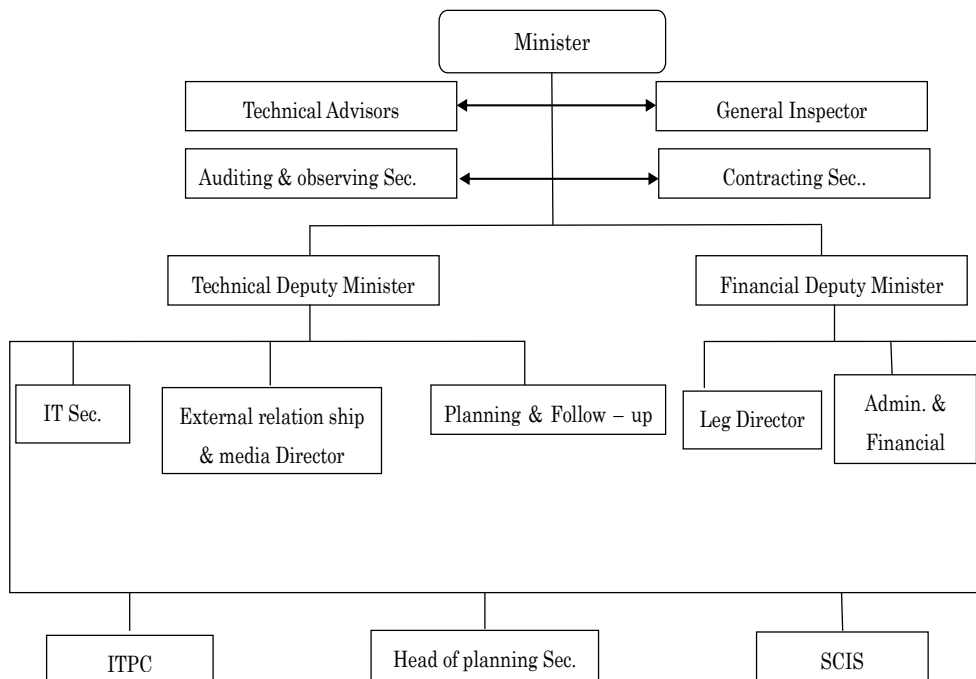 Minister
Technical Advisors
General Inspector
Auditing & observing Sec.
Contracting Sec..
Technical Deputy Minister
Financial Deputy Minister
IT Sec.
External relation ship
& media Director
Planning & Follow – up
Leg Director
Admin. &
Financial
ITPC
Head of planning Sec.
SCIS